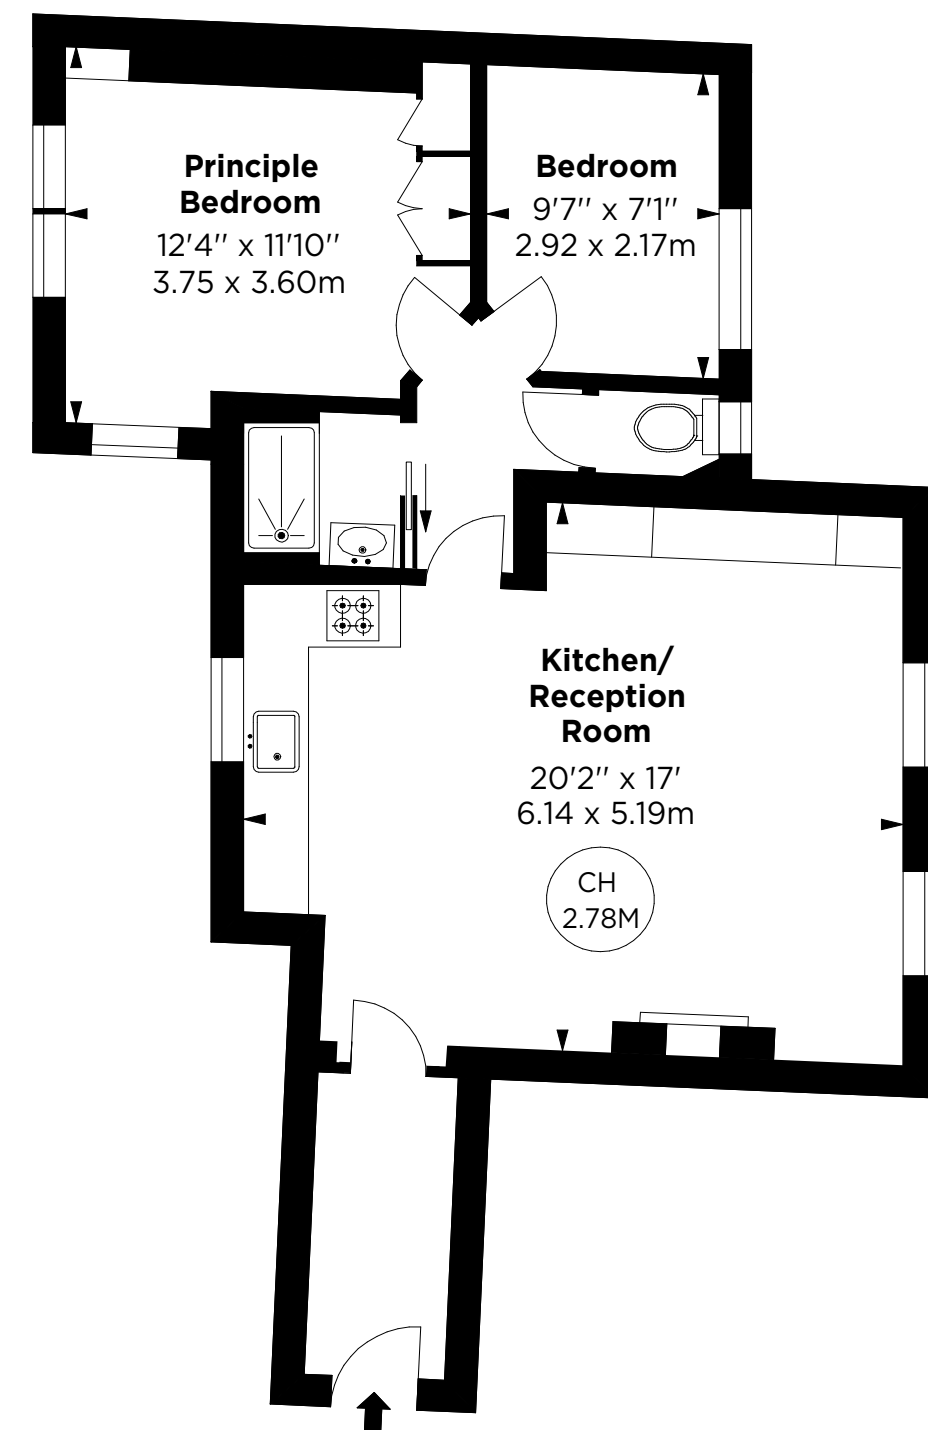 Principle
Bedroom
12'4'' x 11'10''
3.75 x 3.60m
Bedroom
9'7'' x 7'1''
2.92 x 2.17m
Kitchen/
Reception
Room
20'2'' x 17'
6.14 x 5.19m
CH
2.78M